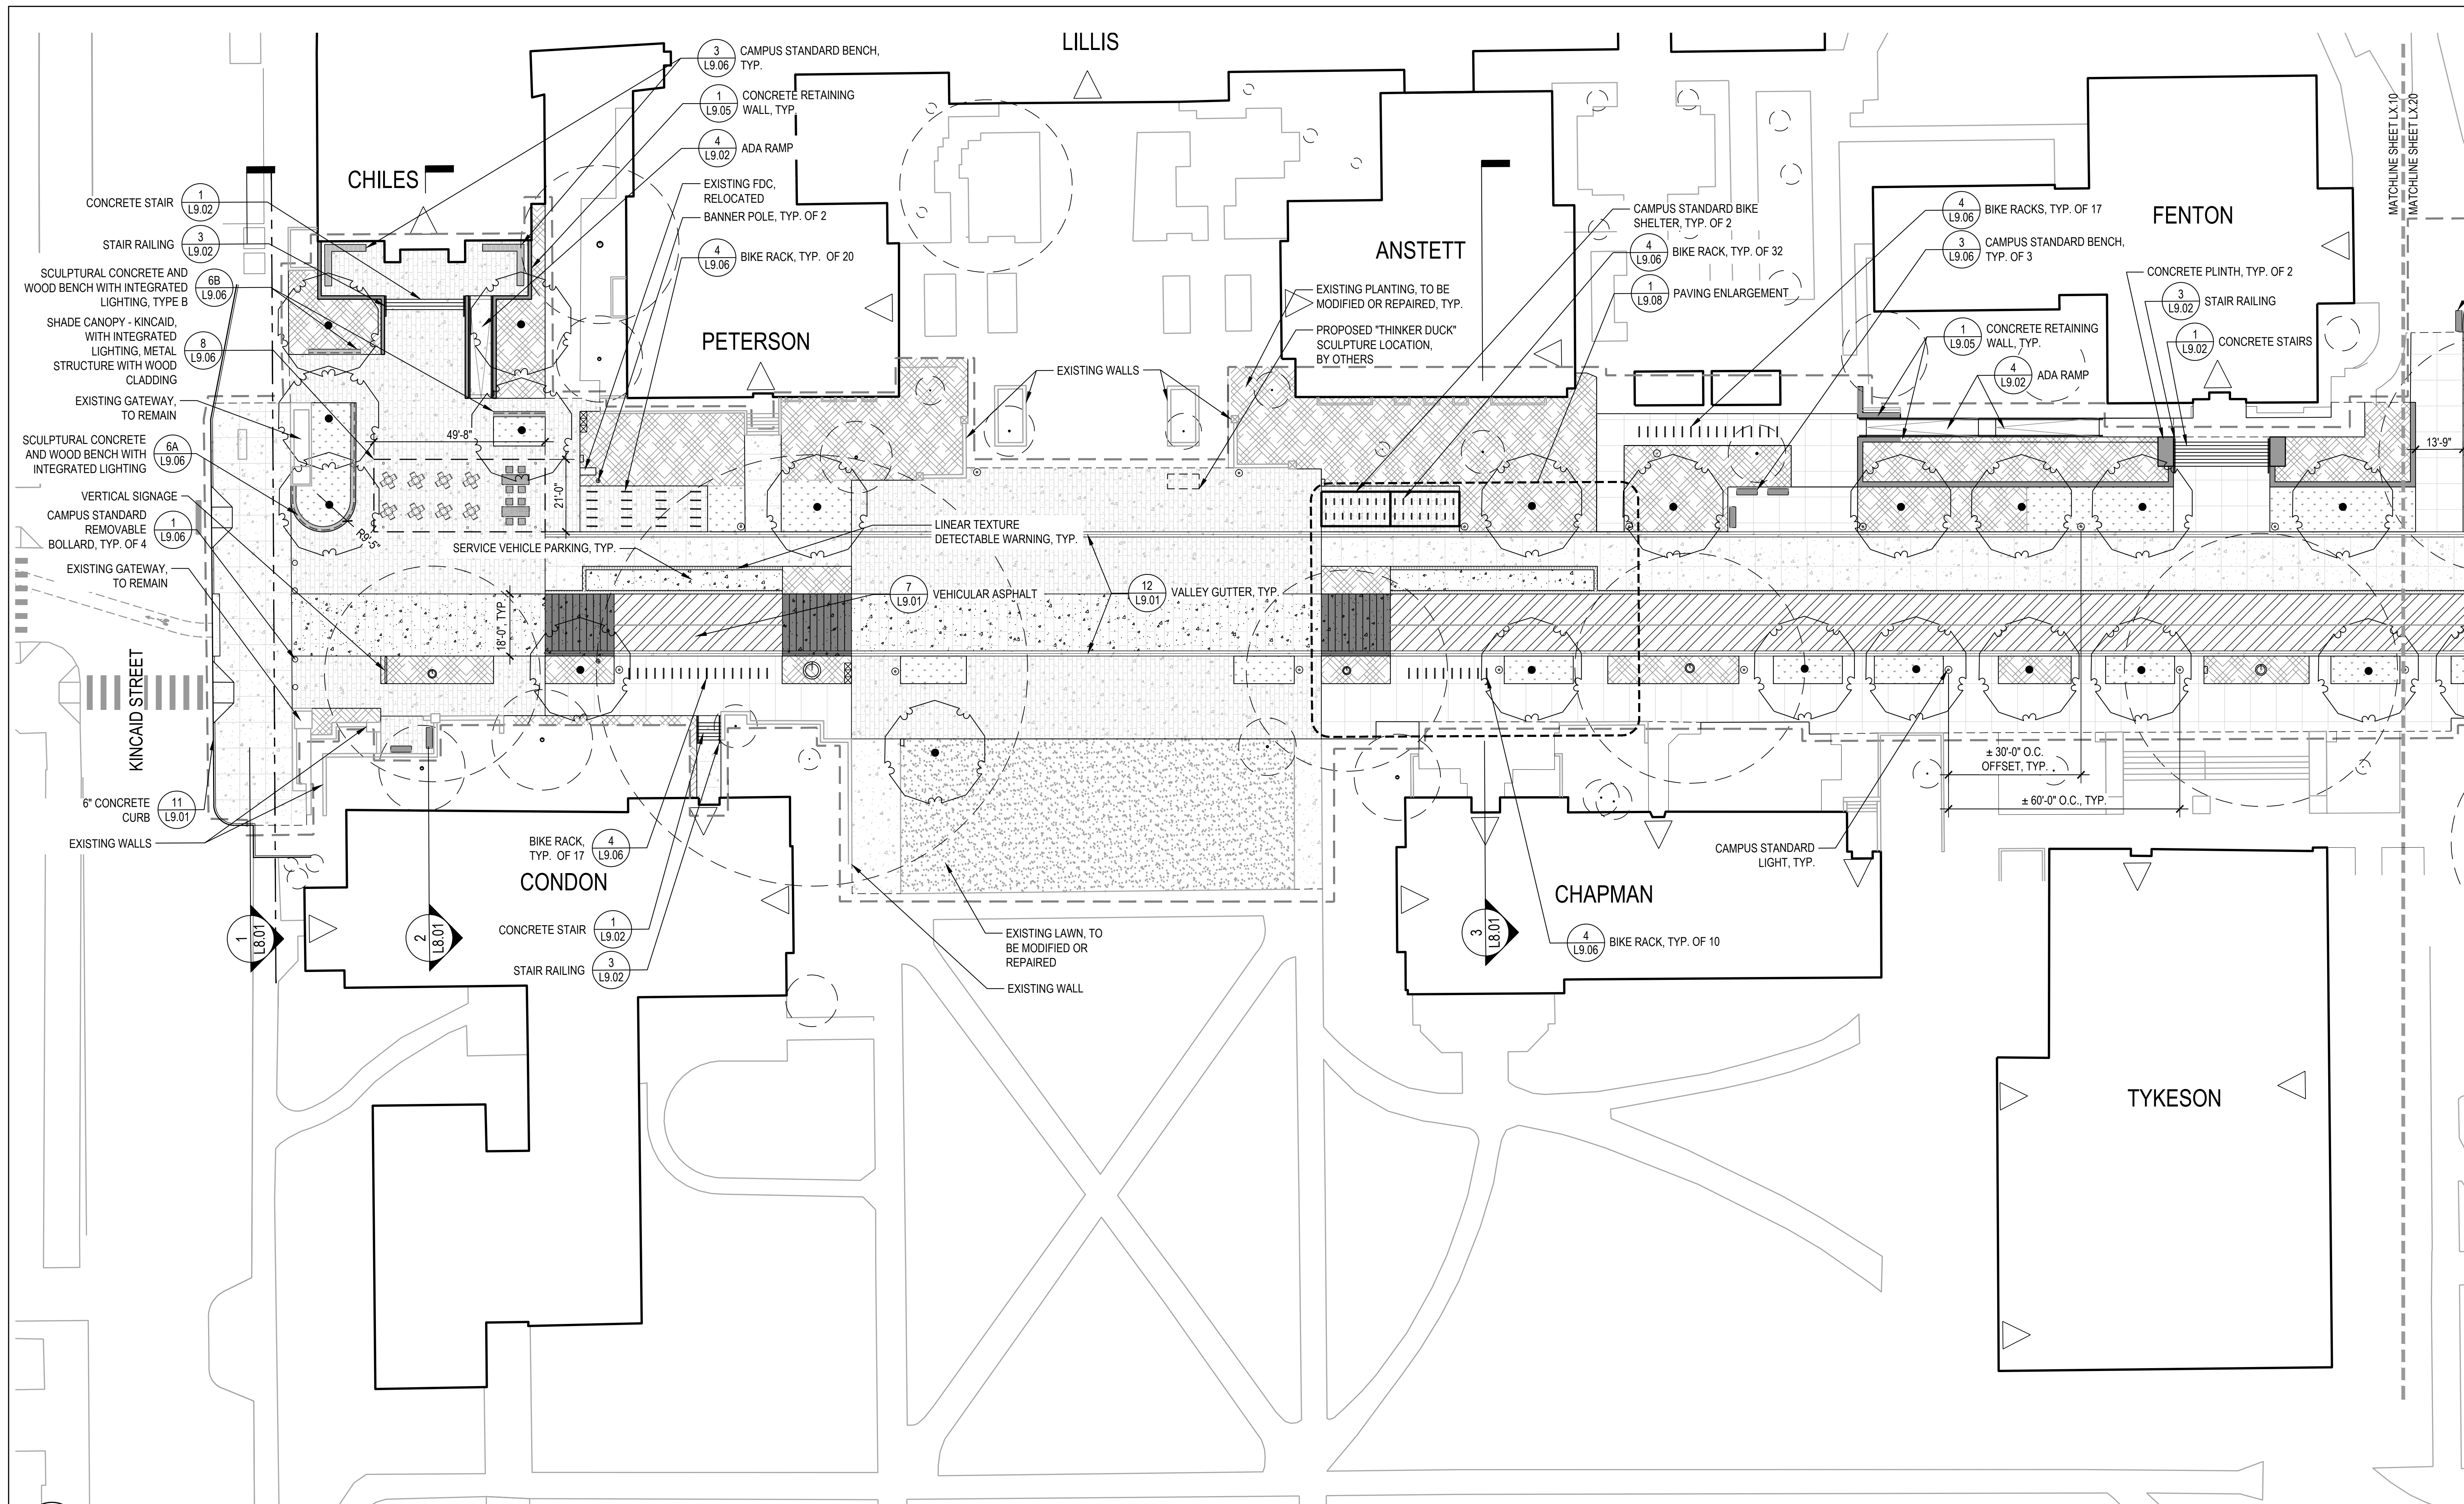 LILLIS
3
L9.06
CAMPUS STANDARD BENCH,
TYP.
1
L9.05
CONCRETE RETAINING
WALL, TYP.
4
L9.02
ADA RAMP
EXISTING FDC,
RELOCATED
BANNER POLE, TYP. OF 2
4
L9.06
BIKE RACK, TYP. OF 20
CHILES
CONCRETE STAIR
1
L9.02
STAIR RAILING
3
L9.02
SCULPTURAL CONCRETE AND
WOOD BENCH WITH INTEGRATED
LIGHTING, TYPE B
6B
L9.06
SHADE CANOPY - KINCAID,
WITH INTEGRATED
LIGHTING, METAL
STRUCTURE WITH WOOD
CLADDING
8
L9.06
EXISTING GATEWAY,
TO REMAIN
SCULPTURAL CONCRETE
AND WOOD BENCH WITH
INTEGRATED LIGHTING
6A
L9.06
VERTICAL SIGNAGE
CAMPUS STANDARD
REMOVABLE
BOLLARD, TYP. OF 4
1
L9.06
EXISTING GATEWAY,
TO REMAIN
KINCAID STREET
6" CONCRETE
CURB
11
L9.01
EXISTING WALLS
49'-8"
21'-0"
R9'-5"
18'-0" TYP
PETERSON
SERVICE VEHICLE PARKING, TYP.
LINEAR TEXTURE
DETECTABLE WARNING, TYP.
7
L9.01
VEHICULAR ASPHALT
12
L9.01
VALLEY GUTTER, TYP.
EXISTING WALLS
ANSTETT
EXISTING PLANTING, TO BE
MODIFIED OR REPAIRED, TYP.
PROPOSED "THINKER DUCK"
SCULPTURE LOCATION,
BY OTHERS
CAMPUS STANDARD BIKE
SHELTER, TYP. OF 2
4
L9.06
BIKE RACK, TYP. OF 32
1
L9.08
PAVING ENLARGEMENT
4
L9.06
BIKE RACKS, TYP. OF 17
3
L9.06
CAMPUS STANDARD BENCH,
TYP. OF 3
FENTON
CONCRETE PLINTH, TYP. OF 2
3
L9.02
STAIR RAILING
1
L9.02
CONCRETE STAIRS
1
L9.05
CONCRETE RETAINING
WALL, TYP.
4
L9.02
ADA RAMP
MATCHLINE SHEET LX.10
MATCHLINE SHEET LX.20
13'-9"
± 30'-0" O.C.
OFFSET, TYP.
± 60'-0" O.C., TYP.
CAMPUS STANDARD
LIGHT, TYP.
BIKE RACK,
TYP. OF 17
4
L9.06
CONDON
CONCRETE STAIR
1
L9.02
STAIR RAILING
3
L9.02
1
L8.01
2
L8.01
EXISTING LAWN, TO
BE MODIFIED OR
REPAIRED
EXISTING WALL
CHAPMAN
3
L8.01
4
L9.06
BIKE RACK, TYP. OF 10
TYKESON